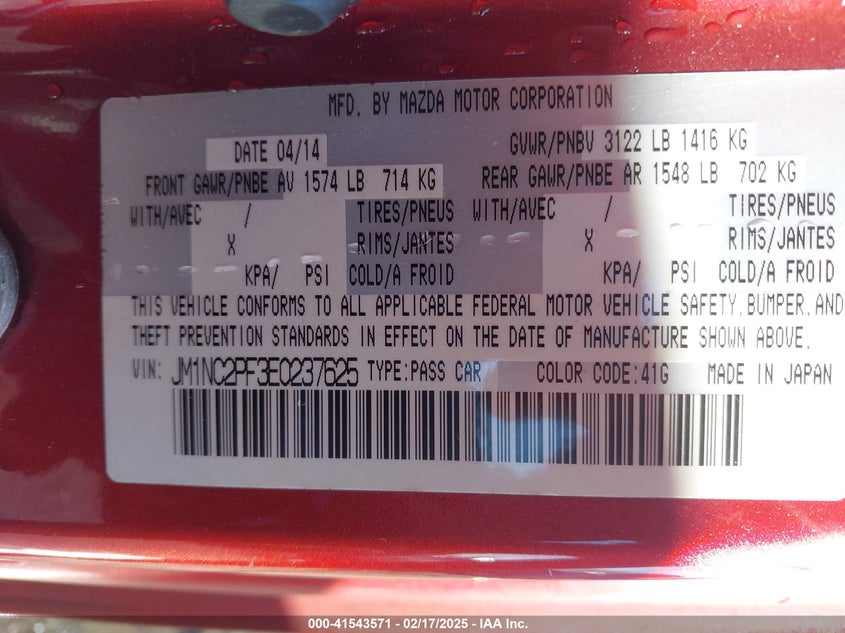 MFD. BY MAZDA MOTOR CORPORATION
DATE 04/14 GVWR/PNBV 3122 LB 1416 KG
FRONT GAWR/PNBE AV 1574 LB 714 KG REAR GAWR/PNBE AR 1548 LB 702 KG
WITH/AVEC / TIRES/PNEUS WITH/AVEC / TIRES/PNEUS
X RIMS/JANTES X RIMS/JANTES
KPA/ PSI COLD/A FROID KPA/ PSI COLD/A FROID
THIS VEHICLE CONFORMS TO ALL APPLICABLE FEDERAL MOTOR VEHICLE SAFETY, BUMPER, AND
THEFT PREVENTION STANDARDS IN EFFECT ON THE DATE OF MANUFACTURE SHOWN ABOVE.
VIN: JM1NC2PF3E0237625 TYPE:PASS CAR COLOR CODE:41G MADE IN JAPAN
000-41543571 | 02/17/2025 - IAA Inc.